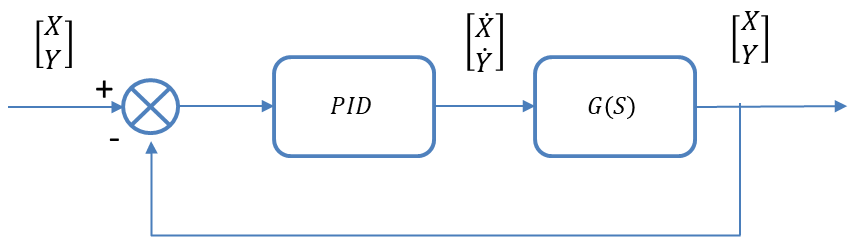 [X Y]
+
-
PID
[Ẋ Ẏ]
G(S)
[X Y]